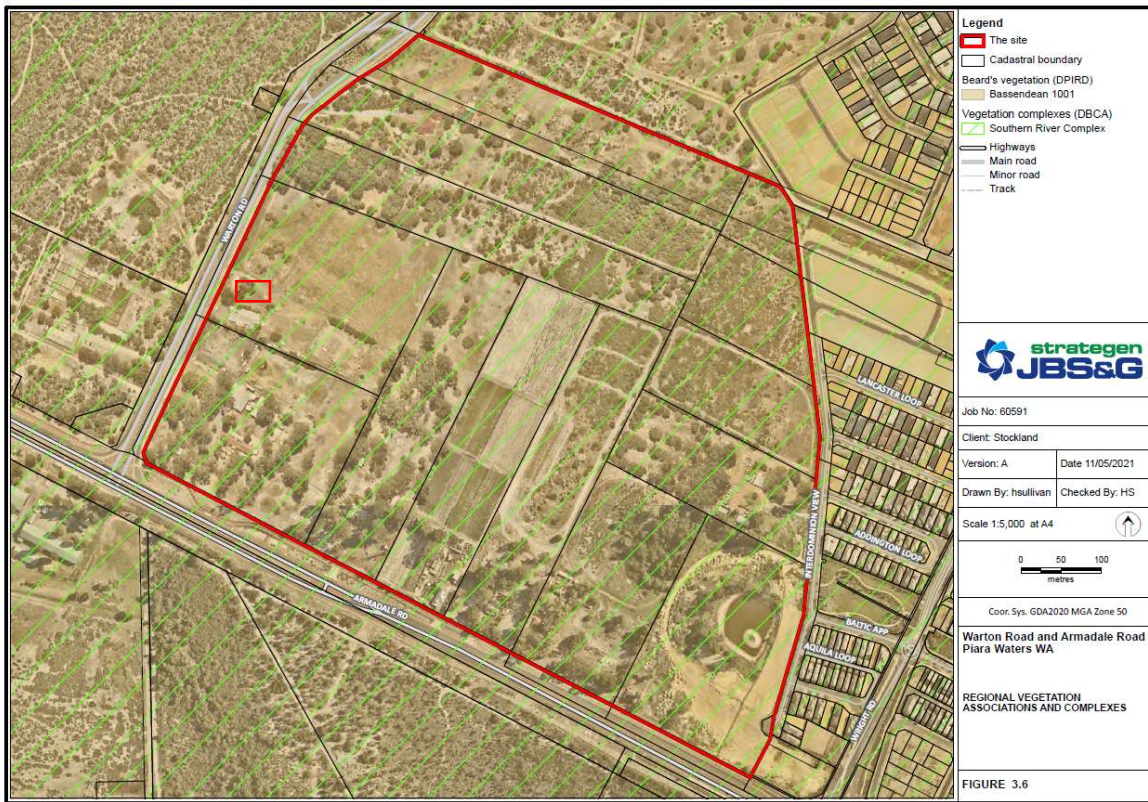 WARTON RD
ARMADALE RD
INTERDOMINION VIEW
LANCASTER LOOP
ADDINGTON LOOP
BALTIC APP
AQUILA LOOP
WRIGHT RD
Legend
The site
Cadastral boundary
Beard's vegetation (DPIRD)
Bassendean 1001
Vegetation complexes (DBCA)
Southern River Complex
Highways
Main road
Minor road
Track
strategen
JBS&G
Job No: 60591
Client: Stockland
Version: A
Date 11/05/2021
Drawn By: hsullivan
Checked By: HS
Scale 1:5,000 at A4
0 50 100
metres
Coor. Sys. GDA2020 MGA Zone 50
Warton Road and Armadale Road
Piara Waters WA
REGIONAL VEGETATION
ASSOCIATIONS AND COMPLEXES
FIGURE 3.6